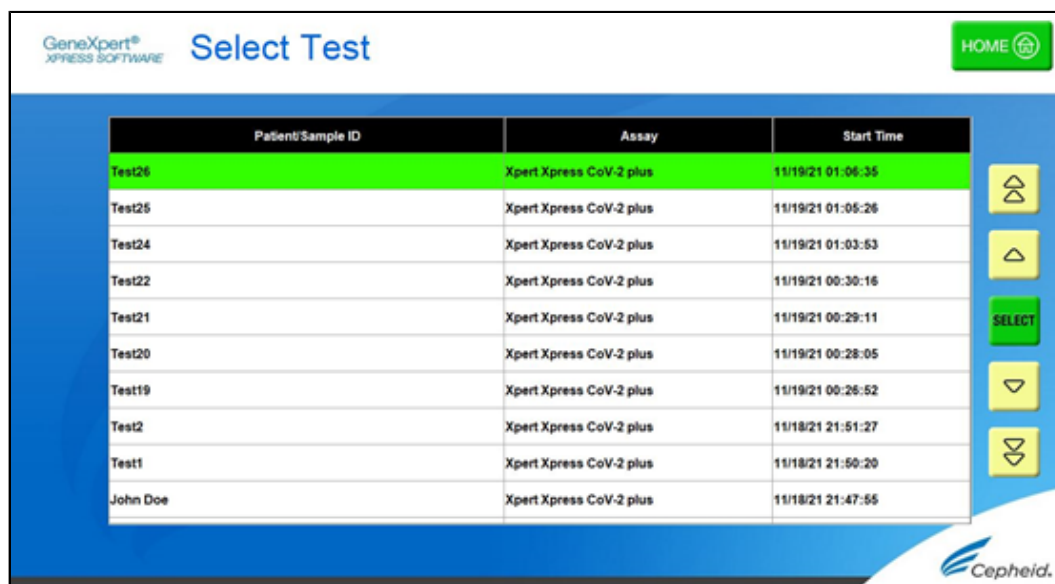 GeneXpert® Select Test HOME
XPRESS SOFTWARE
Patient/Sample ID Assay Start Time
Test26 Xpert Xpress CoV-2 plus 11/19/21 01:06:35
Test25 Xpert Xpress CoV-2 plus 11/19/21 01:05:26
Test24 Xpert Xpress CoV-2 plus 11/19/21 01:03:53
Test22 Xpert Xpress CoV-2 plus 11/19/21 00:30:16
Test21 Xpert Xpress CoV-2 plus 11/19/21 00:29:11 SELECT
Test20 Xpert Xpress CoV-2 plus 11/19/21 00:28:05
Test19 Xpert Xpress CoV-2 plus 11/19/21 00:26:52
Test2 Xpert Xpress CoV-2 plus 11/18/21 21:51:27
Test1 Xpert Xpress CoV-2 plus 11/18/21 21:50:20
John Doe Xpert Xpress CoV-2 plus 11/18/21 21:47:55
Cepheid.